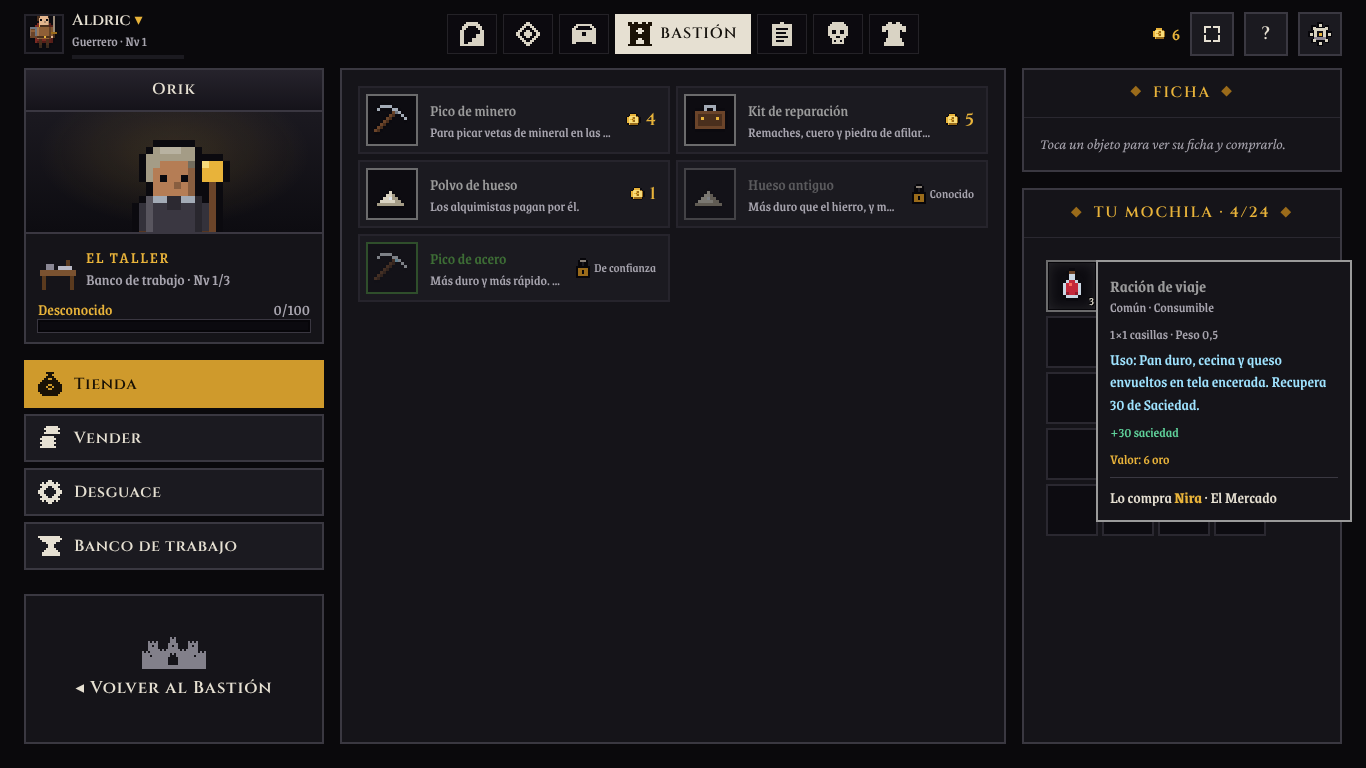 Aldric ▾
Guerrero · Nv 1
Bastión
6
?
Orik
El Taller
Banco de trabajo · Nv 1/3
Desconocido 0/100
Tienda
Vender
Desguace
Banco de trabajo
◂ Volver al Bastión
Pico de minero
Para picar vetas de mineral en las ...
4
Kit de reparación
Remaches, cuero y piedra de afilar...
5
Polvo de hueso
Los alquimistas pagan por él.
1
Hueso antiguo
Más duro que el hierro, y m...
Conocido
Pico de acero
Más duro y más rápido. ...
De confianza
◆ Ficha ◆
Toca un objeto para ver su ficha y comprarlo.
◆ Tu mochila · 4/24 ◆
3
Ración de viaje
Común · Consumible
1×1 casillas · Peso 0,5
Uso: Pan duro, cecina y queso
envueltos en tela encerada. Recupera
30 de Saciedad.
+30 saciedad
Valor: 6 oro
Lo compra Nira · El Mercado